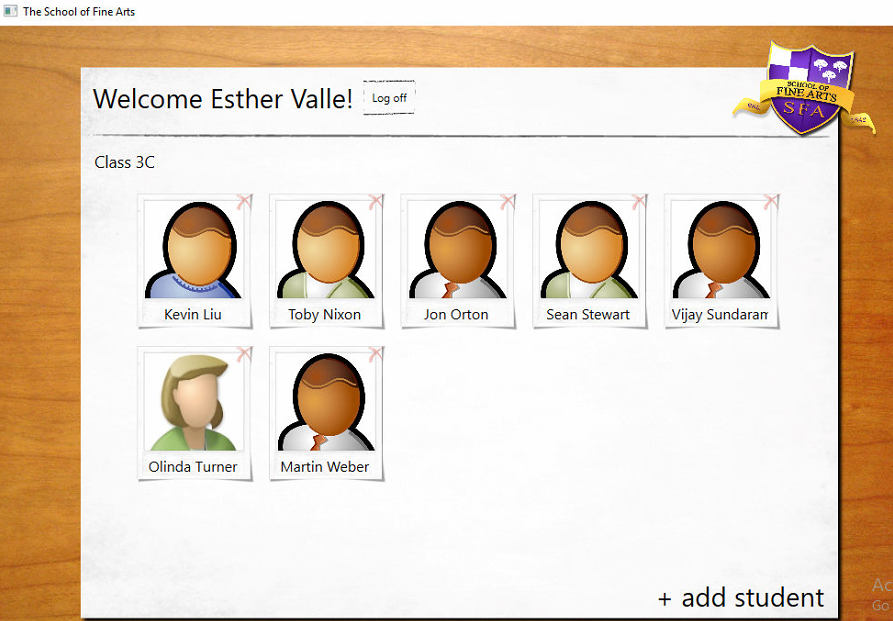 The School of Fine Arts
Welcome Esther Valle!
Log off
SCHOOL OF
FINE ARTS
SFA
Class 3C
Kevin Liu
Toby Nixon
Jon Orton
Sean Stewart
Vijay Sundaram
Olinda Turner
Martin Weber
+ add student
Go